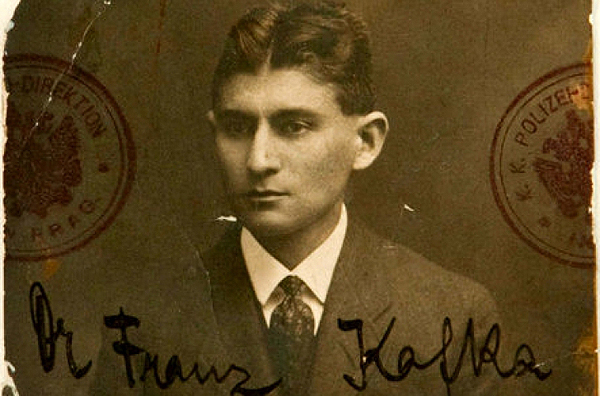 DIREKTION
PRAG.
K. K. POLIZEI
Dr Franz Kafka